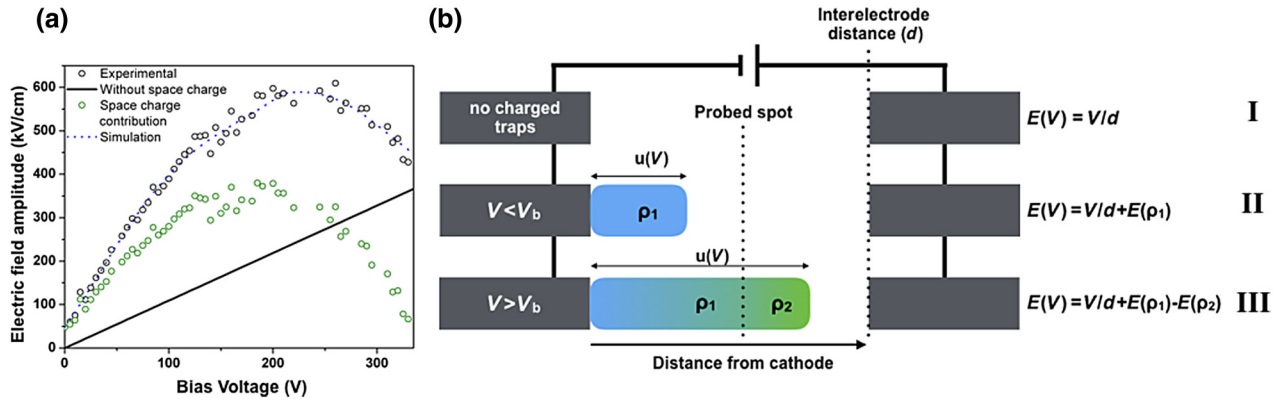 (a)
Electric field amplitude (kV/cm)
600
500
400
300
200
100
0
Experimental
Without space charge
Space charge
contribution
Simulation
0
100
200
300
Bias Voltage (V)
(b)
Interelectrode
distance (d)
no charged
traps
Probed spot
E(V) = V/d
I
u(V)
V<Vb
ρ1
E(V) = V/d+E(ρ1)
II
u(V)
V>Vb
ρ1
ρ2
E(V) = V/d+E(ρ1)-E(ρ2)
III
Distance from cathode